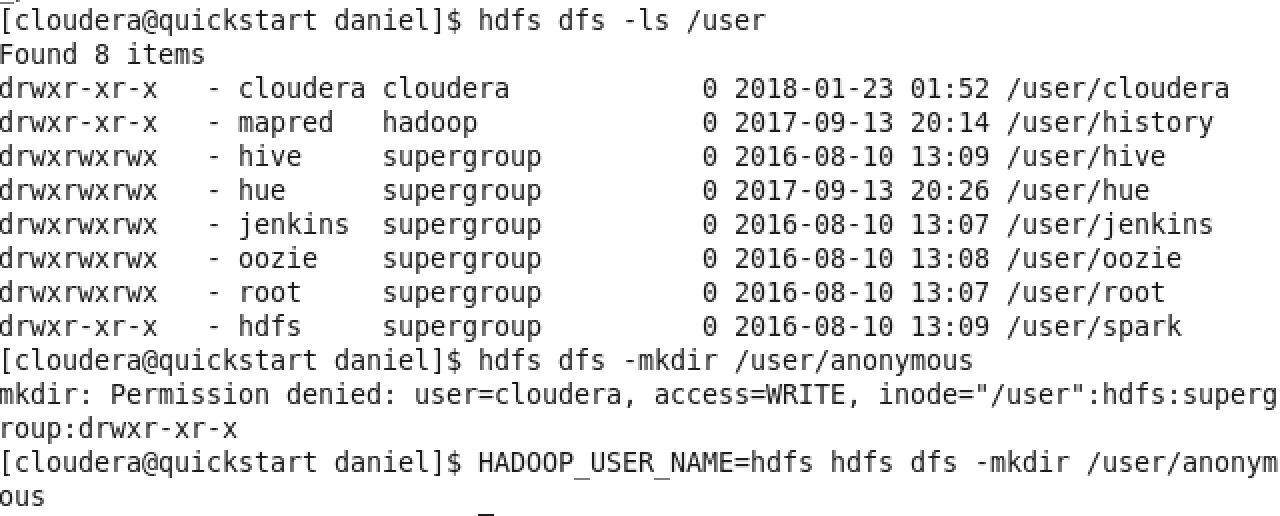 [cloudera@quickstart daniel]$ hdfs dfs -ls /user
Found 8 items
drwxr-xr-x   - cloudera cloudera            0 2018-01-23 01:52 /user/cloudera
drwxr-xr-x   - mapred   hadoop              0 2017-09-13 20:14 /user/history
drwxrwxrwx   - hive     supergroup          0 2016-08-10 13:09 /user/hive
drwxrwxrwx   - hue      supergroup          0 2017-09-13 20:26 /user/hue
drwxrwxrwx   - jenkins  supergroup          0 2016-08-10 13:07 /user/jenkins
drwxrwxrwx   - oozie    supergroup          0 2016-08-10 13:08 /user/oozie
drwxrwxrwx   - root     supergroup          0 2016-08-10 13:07 /user/root
drwxr-xr-x   - hdfs     supergroup          0 2016-08-10 13:09 /user/spark
[cloudera@quickstart daniel]$ hdfs dfs -mkdir /user/anonymous
mkdir: Permission denied: user=cloudera, access=WRITE, inode="/user":hdfs:superg
roup:drwxr-xr-x
[cloudera@quickstart daniel]$ HADOOP_USER_NAME=hdfs hdfs dfs -mkdir /user/anonym
ous